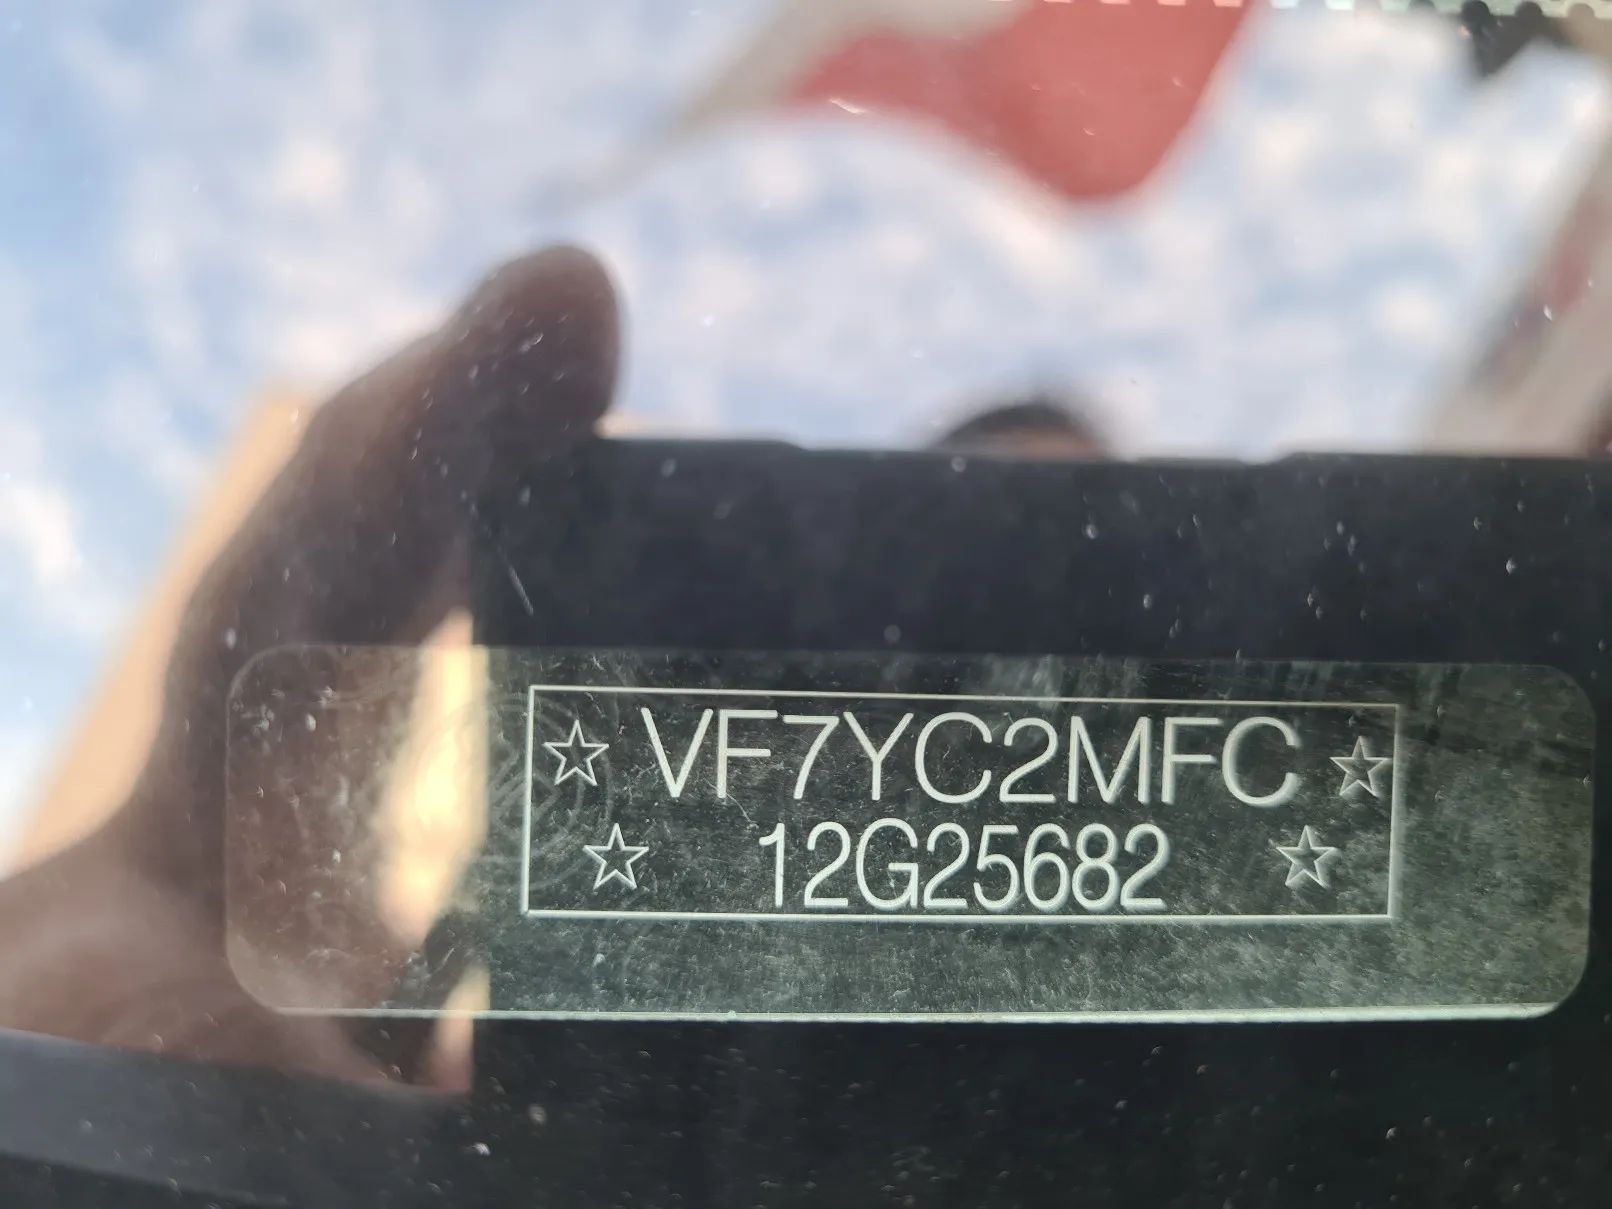 ☆ VF7YC2MFC ☆
☆ 12G25682 ☆